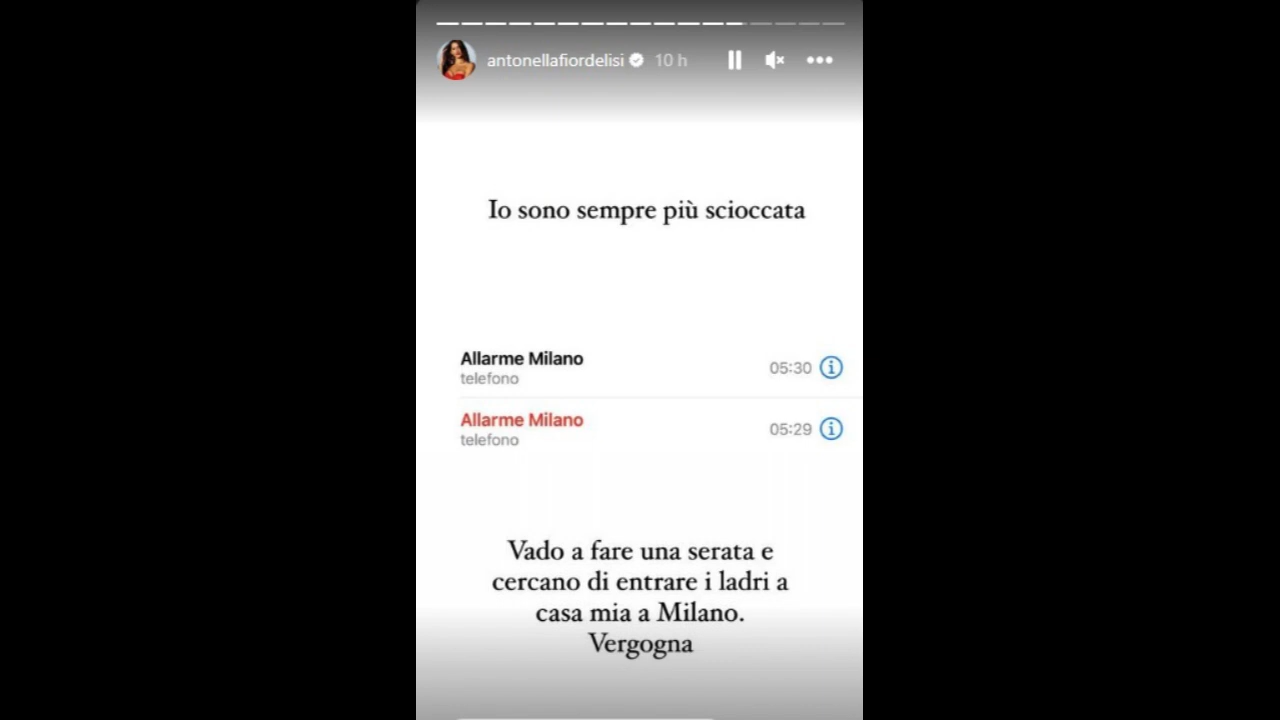 antonellafiordelisi 10 h
Io sono sempre più scioccata
Allarme Milano 05:30
telefono
Allarme Milano 05:29
telefono
Vado a fare una serata e
cercano di entrare i ladri a
casa mia a Milano.
Vergogna